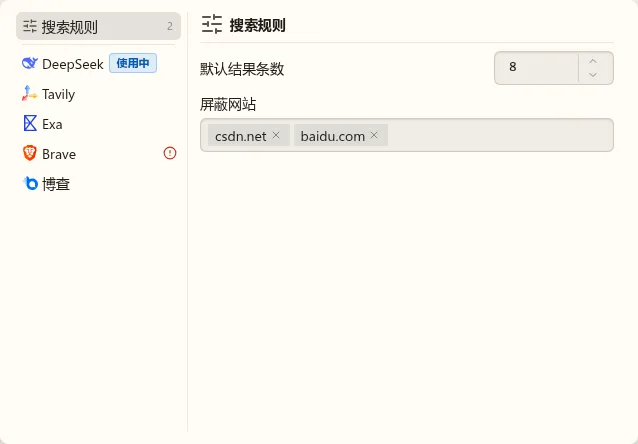 搜索规则 2
DeepSeek 使用中
Tavily
Exa
Brave
博查
搜索规则
默认结果条数 8
屏蔽网站
csdn.net × baidu.com ×